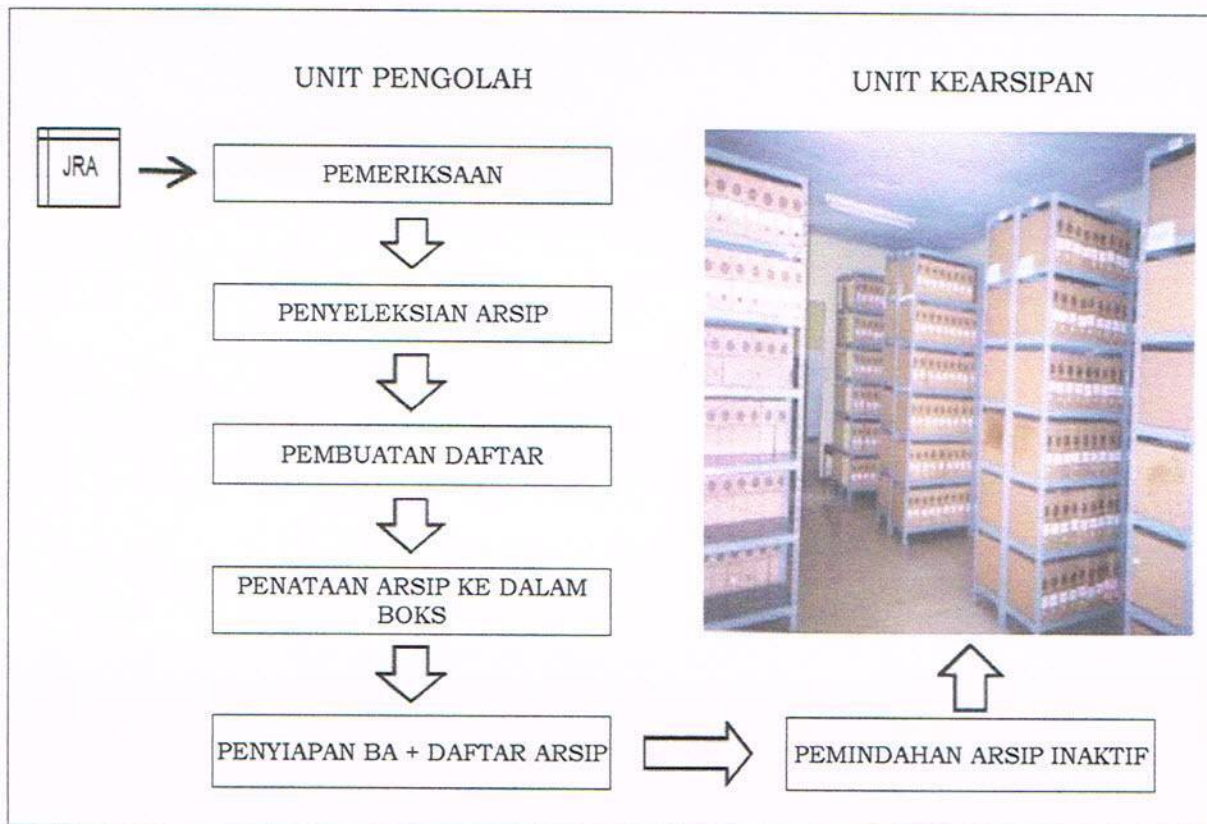 UNIT PENGOLAH
UNIT KEARSIPAN
JRA
PEMERIKSAAN
PENYELEKSIAN ARSIP
PEMBUATAN DAFTAR
PENATAAN ARSIP KE DALAM
BOKS
PENYIAPAN BA + DAFTAR ARSIP
PEMINDAHAN ARSIP INAKTIF